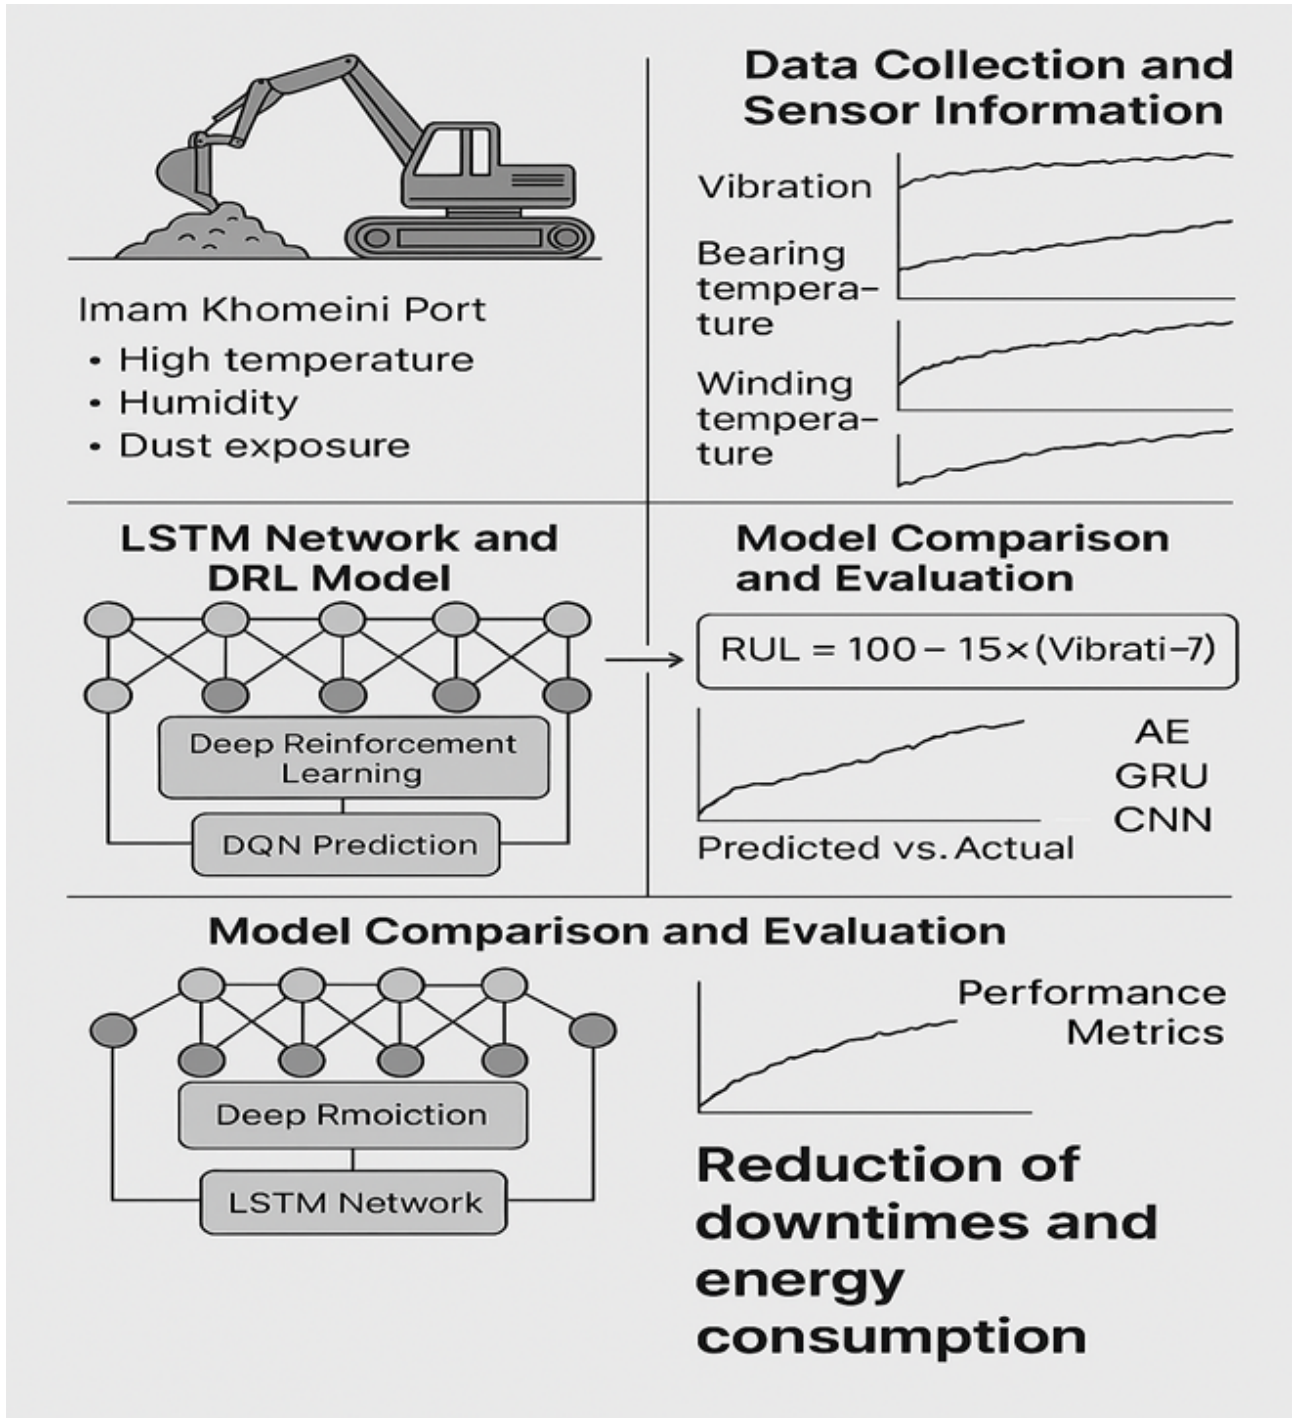 Data Collection and
Sensor Information
Imam Khomeini Port
• High temperature
• Humidity
• Dust exposure
Vibration
Bearing
tempera-
ture
Winding
tempera-
ture
LSTM Network and
DRL Model
Deep Reinforcement
Learning
DQN Prediction
Model Comparison
and Evaluation
RUL = 100 – 15×(Vibrati–7)
AE
GRU
CNN
Predicted vs. Actual
Model Comparison and Evaluation
Deep Rmoiction
LSTM Network
Performance
Metrics
Reduction of
downtimes and
energy
consumption